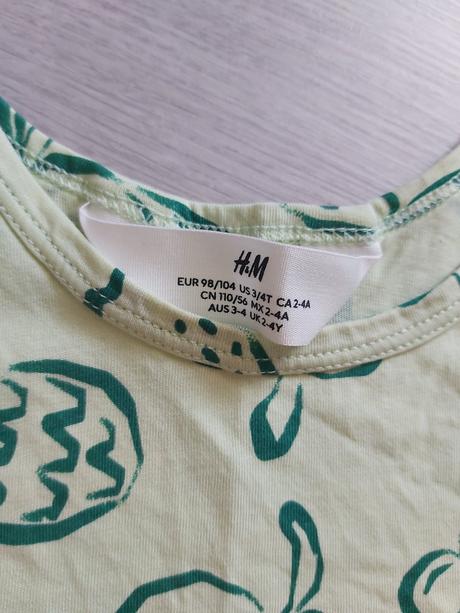 H&M
EUR 98/104 US 3/4T CA 2-4A
CN 110/56 MX 2-4A
AUS 3-4 UK 2-4Y